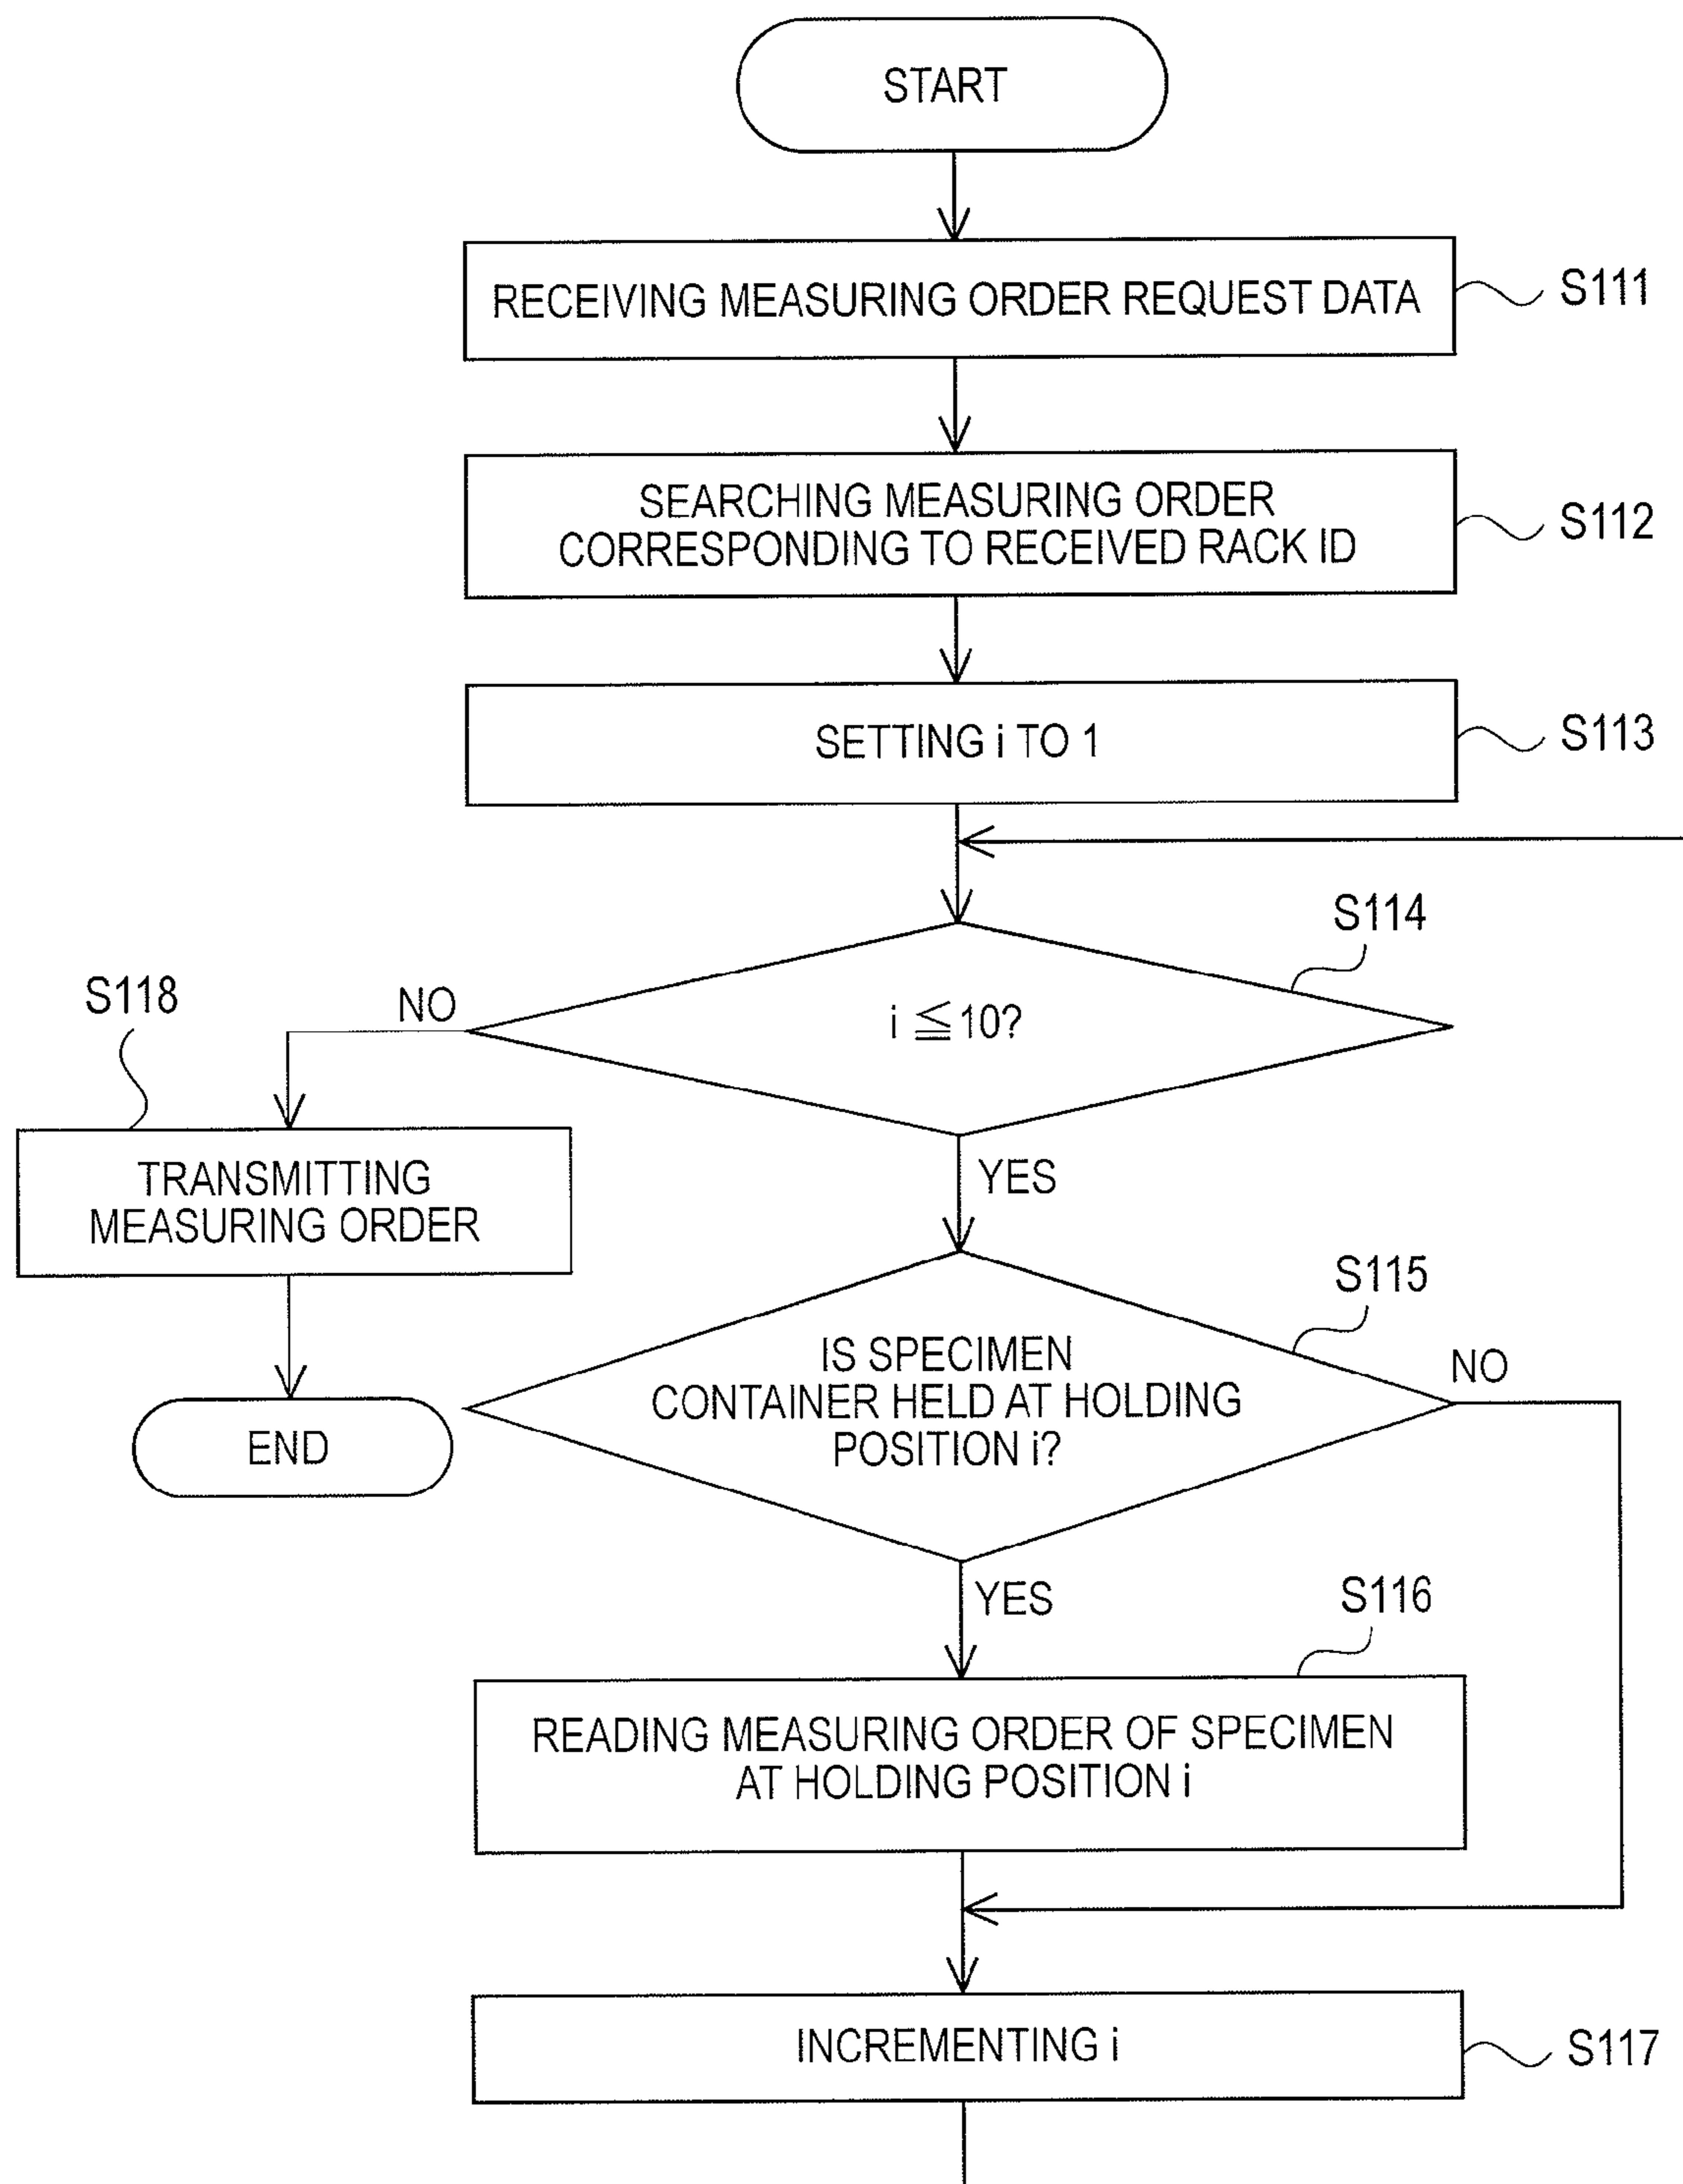 START
RECEIVING MEASURING ORDER REQUEST DATA
S111
SEARCHING MEASURING ORDER
CORRESPONDING TO RECEIVED RACK ID
S112
SETTING i TO 1
S113
S114
i ≦ 10?
NO
YES
S118
TRANSMITTING
MEASURING ORDER
END
S115
IS SPECIMEN
CONTAINER HELD AT HOLDING
POSITION i?
NO
YES
S116
READING MEASURING ORDER OF SPECIMEN
AT HOLDING POSITION i
INCREMENTING i
S117